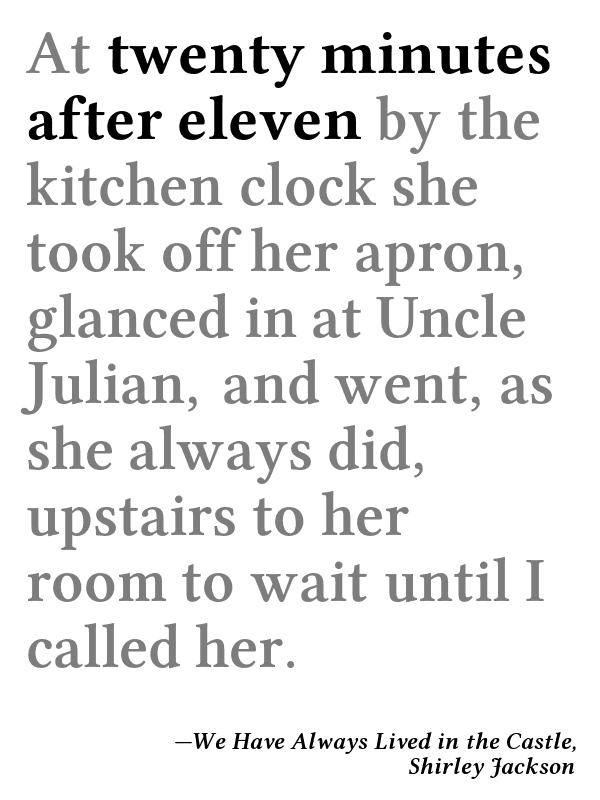 At twenty minutes
after eleven by the
kitchen clock she
took off her apron,
glanced in at Uncle
Julian, and went, as
she always did,
upstairs to her
room to wait until I
called her.
—We Have Always Lived in the Castle,
Shirley Jackson